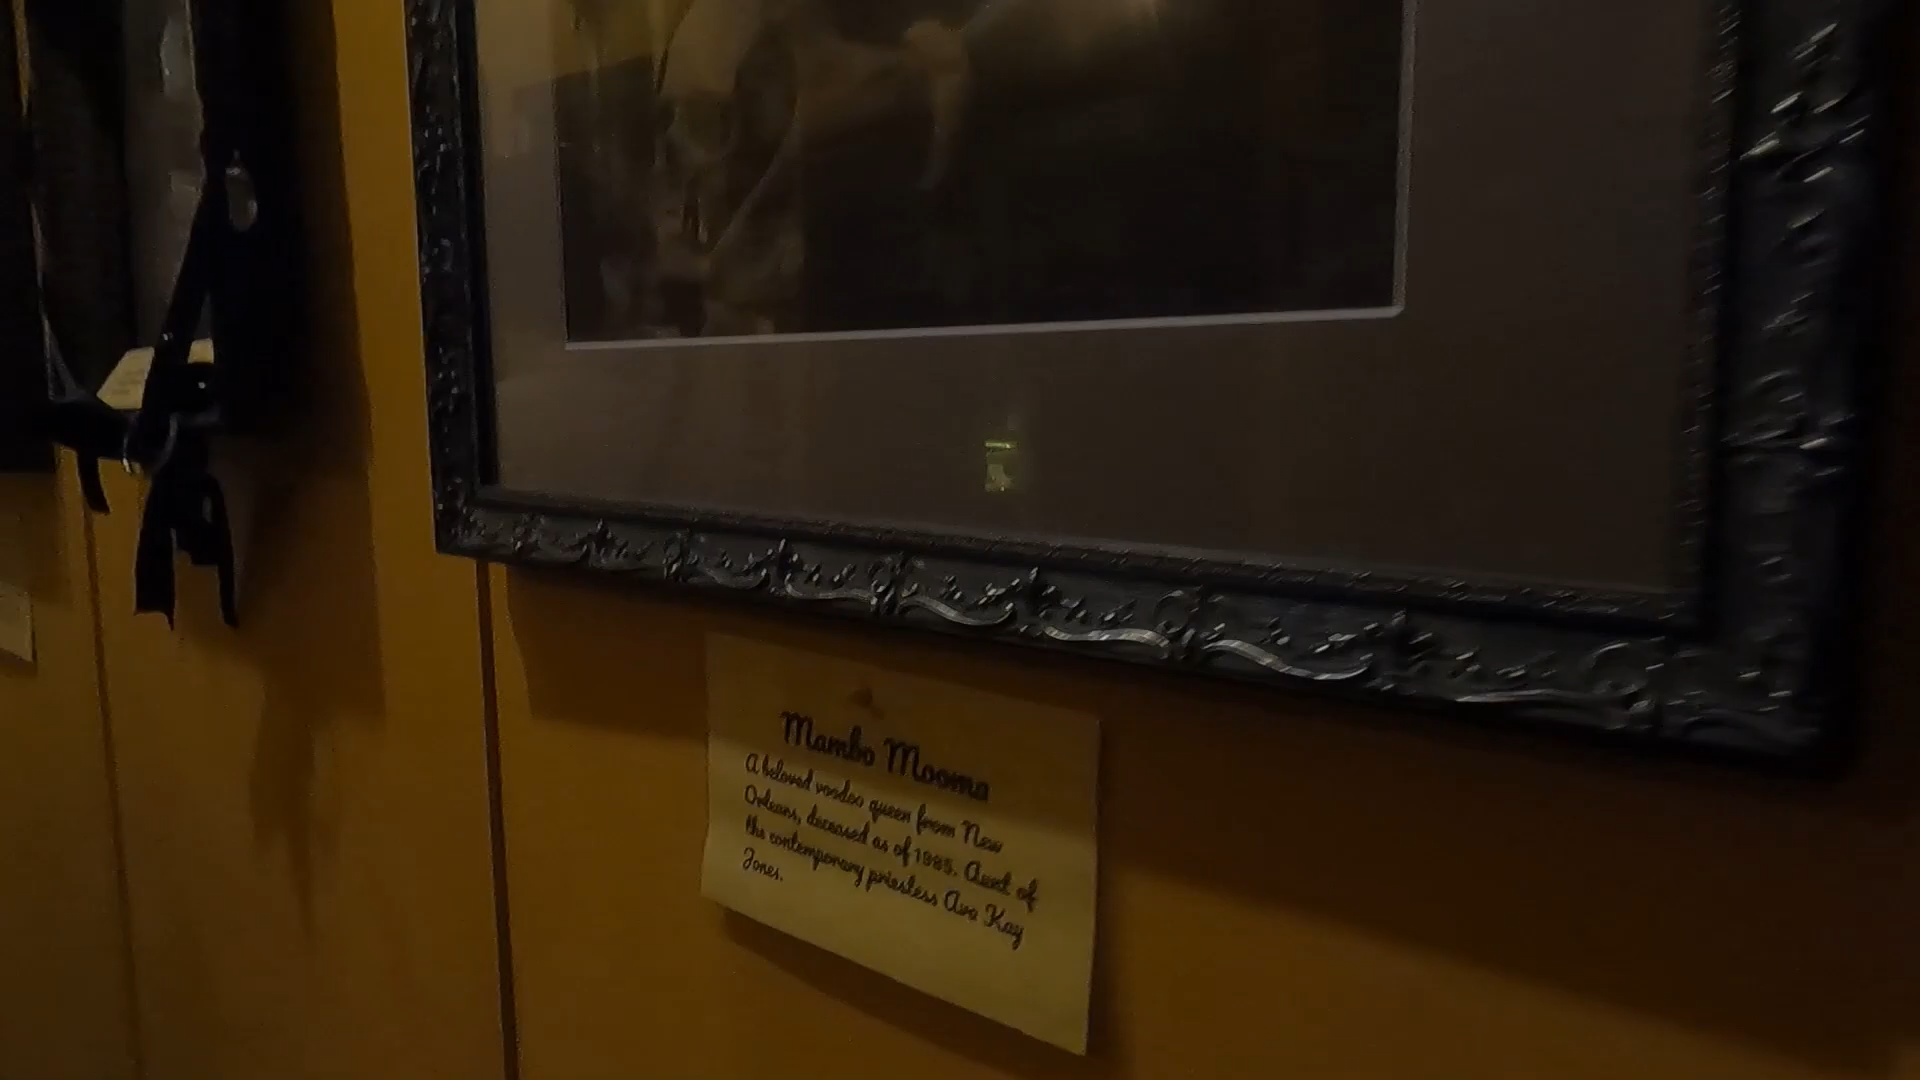 Mambo Mooma
A beloved voodoo queen from New
Orleans, deceased as of 1985. Aunt of
the contemporary priestess Ava Kay
Jones.